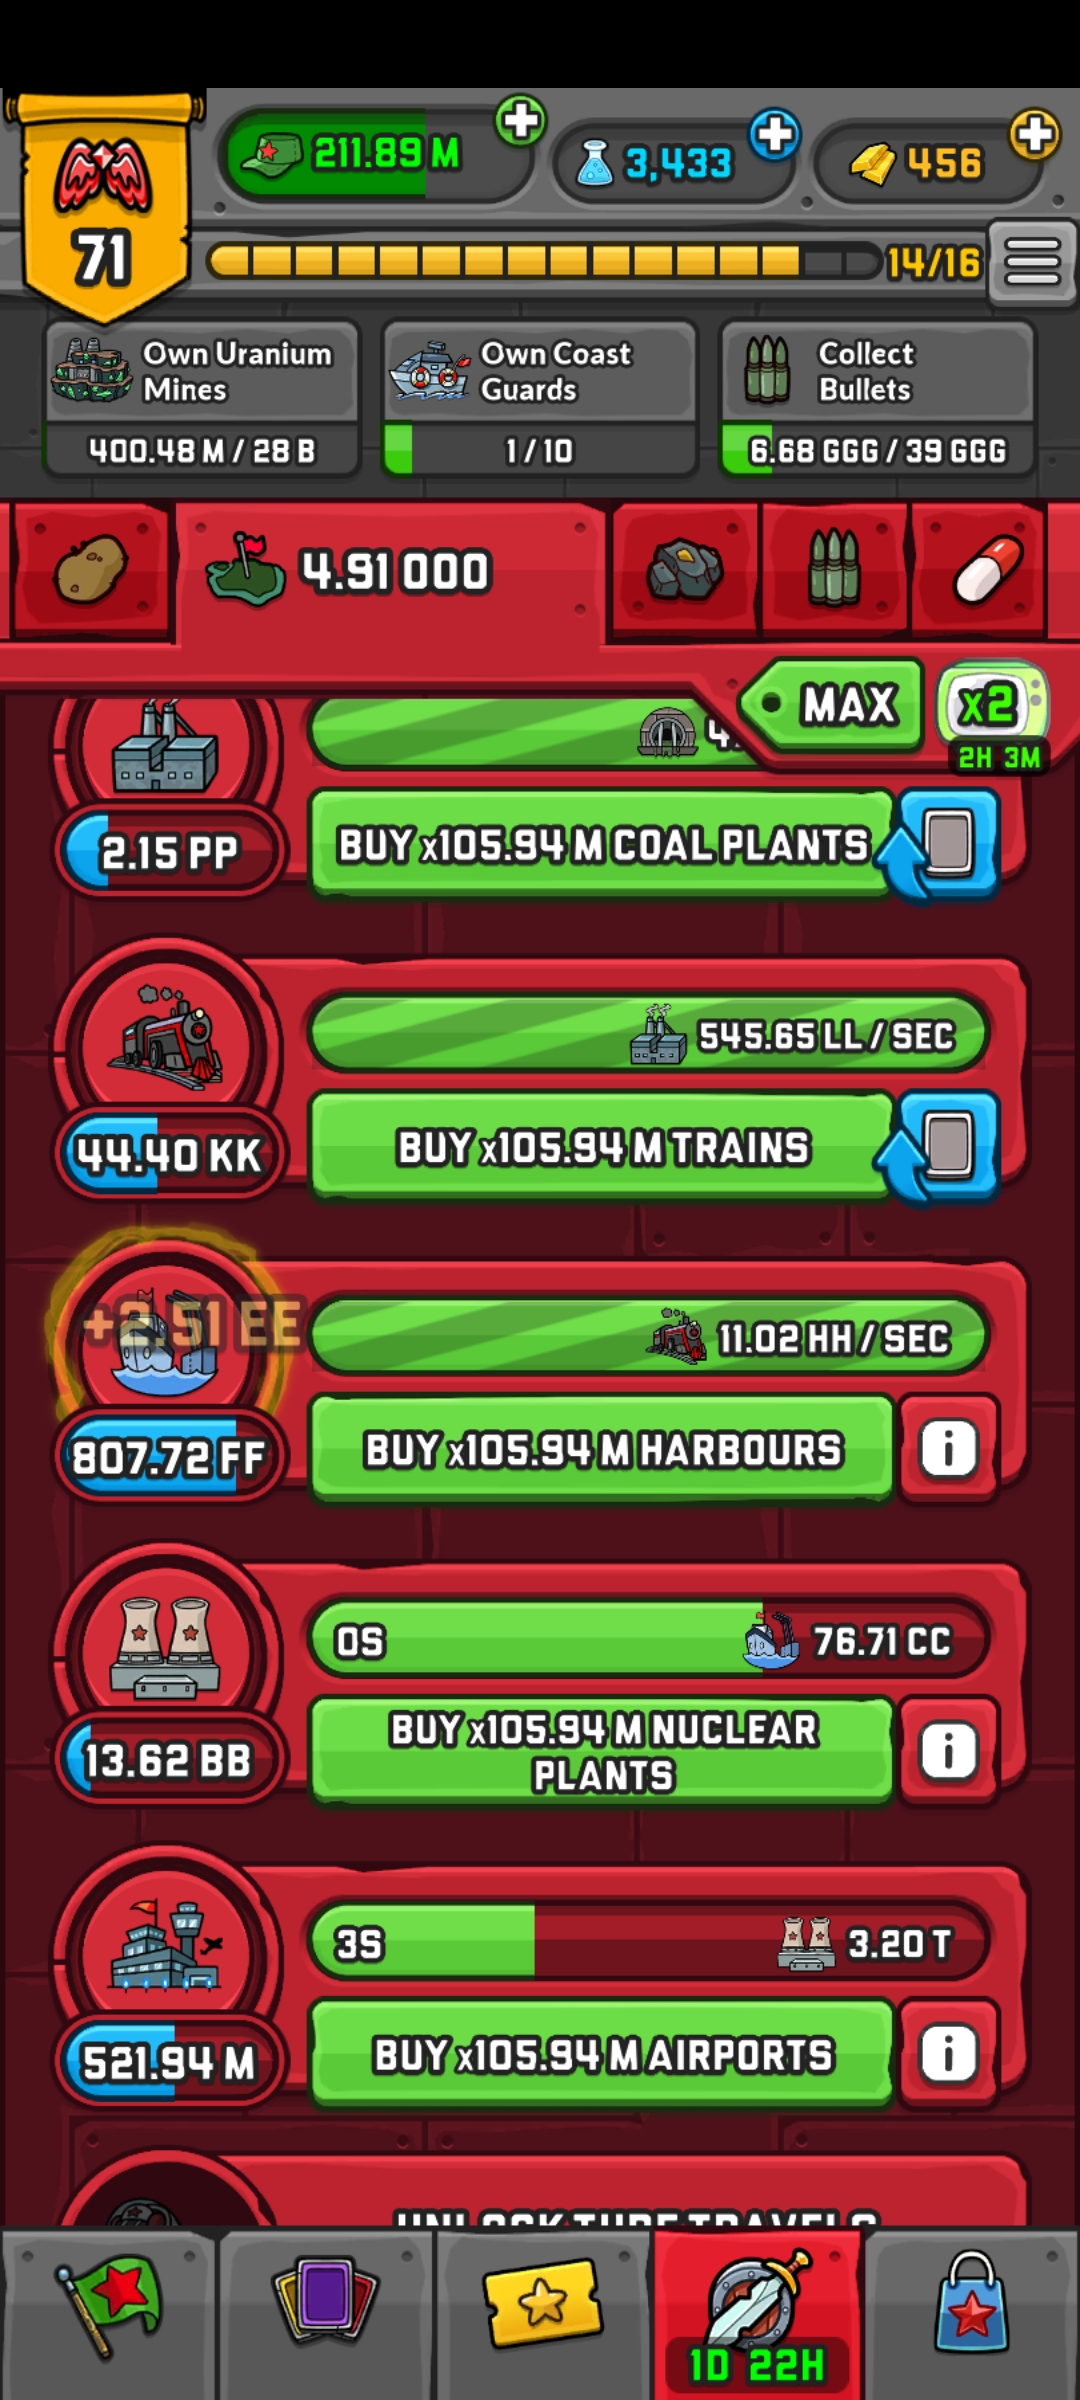 211.89 M
3,433
456
71
14/16
Own Uranium
Mines
400.48 M / 28 B
Own Coast
Guards
1 / 10
Collect
Bullets
6.68 GGG / 39 GGG
4.91 000
MAX
x2
2H 3M
4.
2.15 PP
BUY x105.94 M COAL PLANTS
545.65 LL / SEC
44.40 KK
BUY x105.94 M TRAINS
+2.51 EE
11.02 HH / SEC
807.72 FF
BUY x105.94 M HARBOURS
i
0S
76.71 CC
13.62 BB
BUY x105.94 M NUCLEAR
PLANTS
i
3S
3.20 T
521.94 M
BUY x105.94 M AIRPORTS
i
UNLOCK TUBE TRAVELS
1D 22H